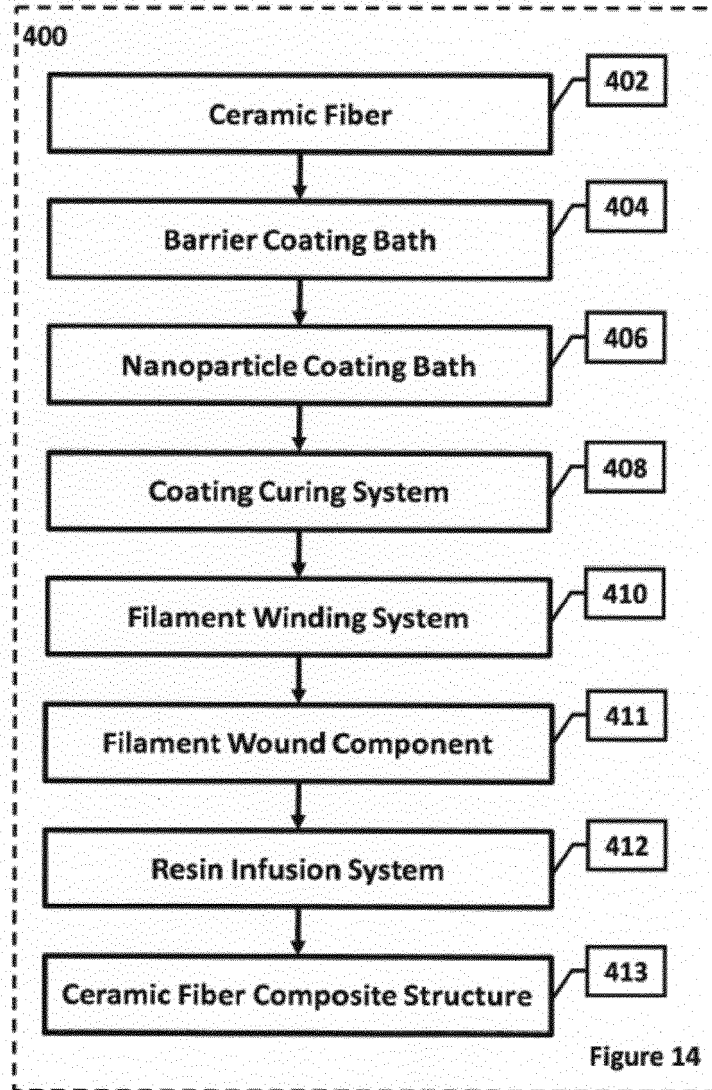 400
402
Ceramic Fiber
404
Barrier Coating Bath
406
Nanoparticle Coating Bath
408
Coating Curing System
410
Filament Winding System
411
Filament Wound Component
412
Resin Infusion System
413
Ceramic Fiber Composite Structure
Figure 14